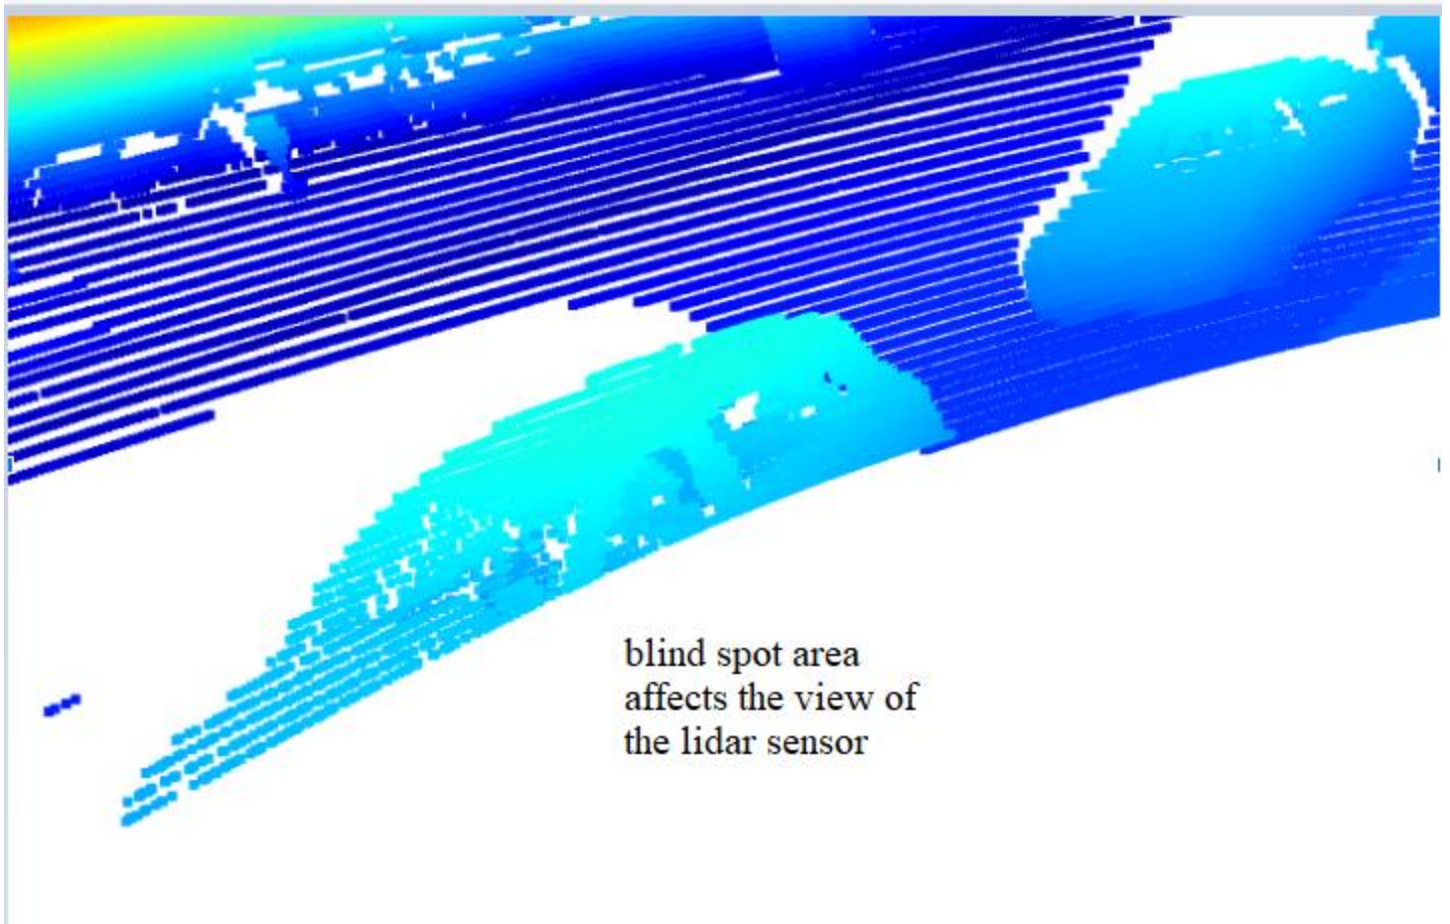 blind spot area
affects the view of
the lidar sensor